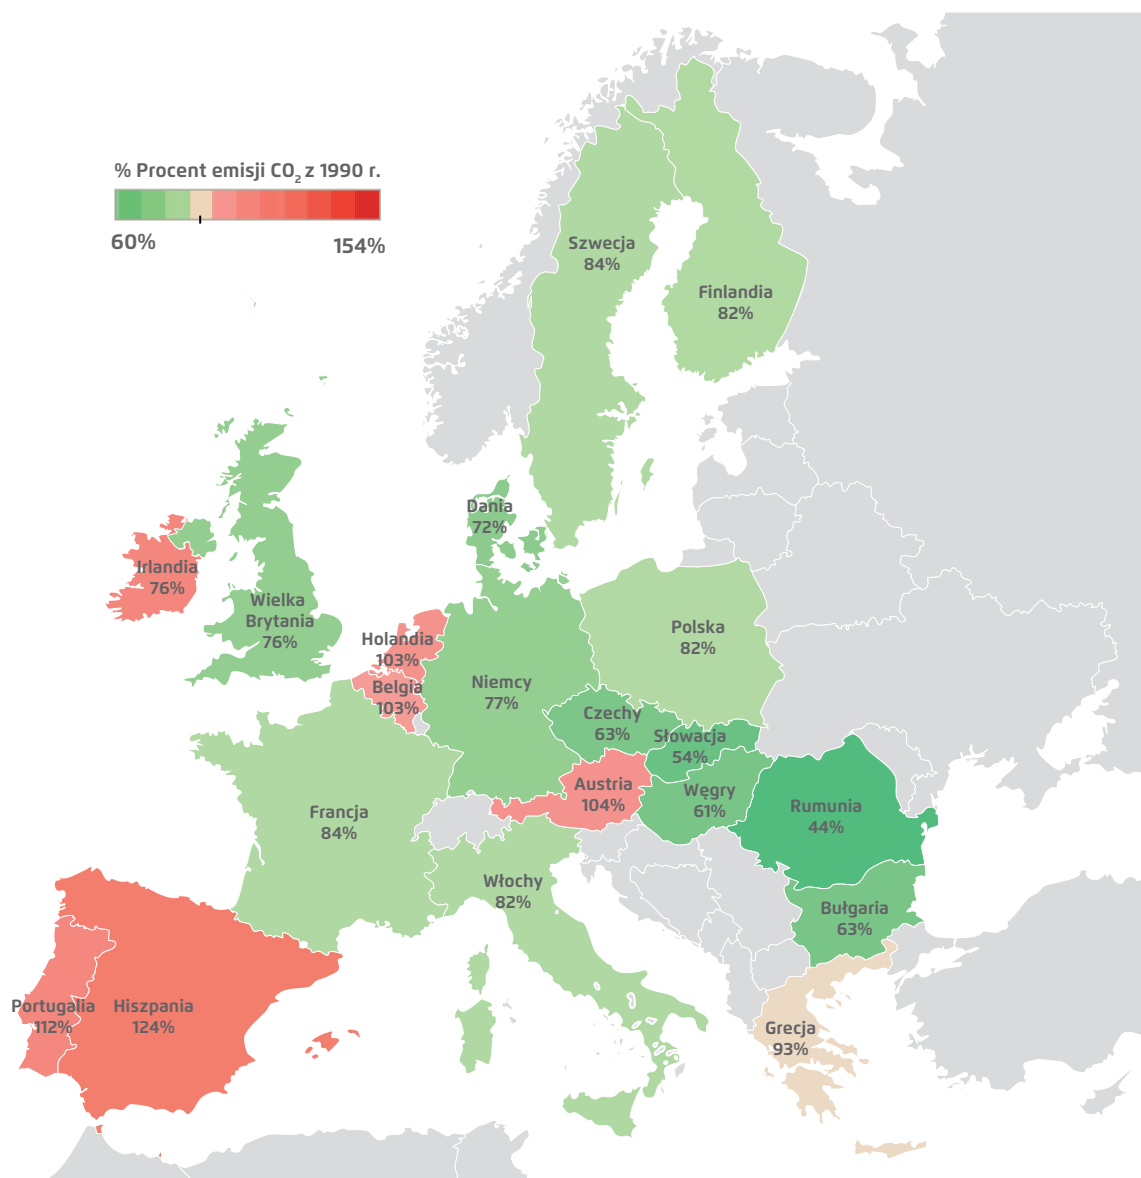 % Procent emisji CO2 z 1990 r.
60%
154%
Szwecja
84%
Finlandia
82%
Dania
72%
Irlandia
76%
Wielka
Brytania
76%
Holandia
103%
Belgia
103%
Niemcy
77%
Polska
82%
Czechy
63%
Słowacja
54%
Austria
104%
Węgry
61%
Rumunia
44%
Francja
84%
Włochy
82%
Bułgaria
63%
Portugalia
112%
Hiszpania
124%
Grecja
93%